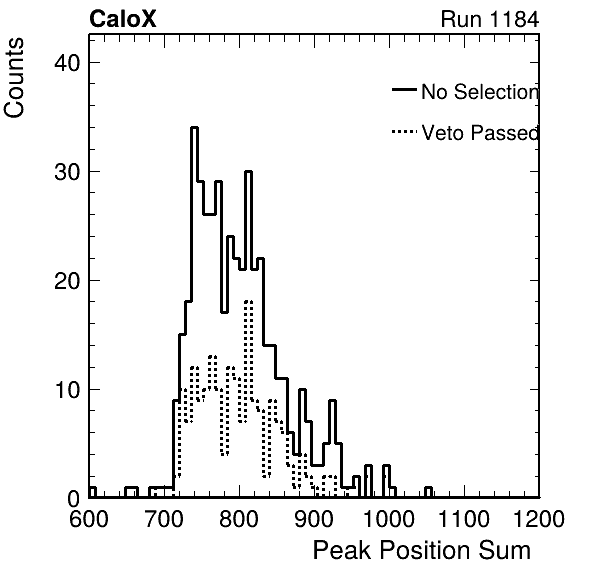 CaloX Run 1184
Counts
40
30
20
10
0
No Selection
Veto Passed
600 700 800 900 1000 1100 1200
Peak Position Sum